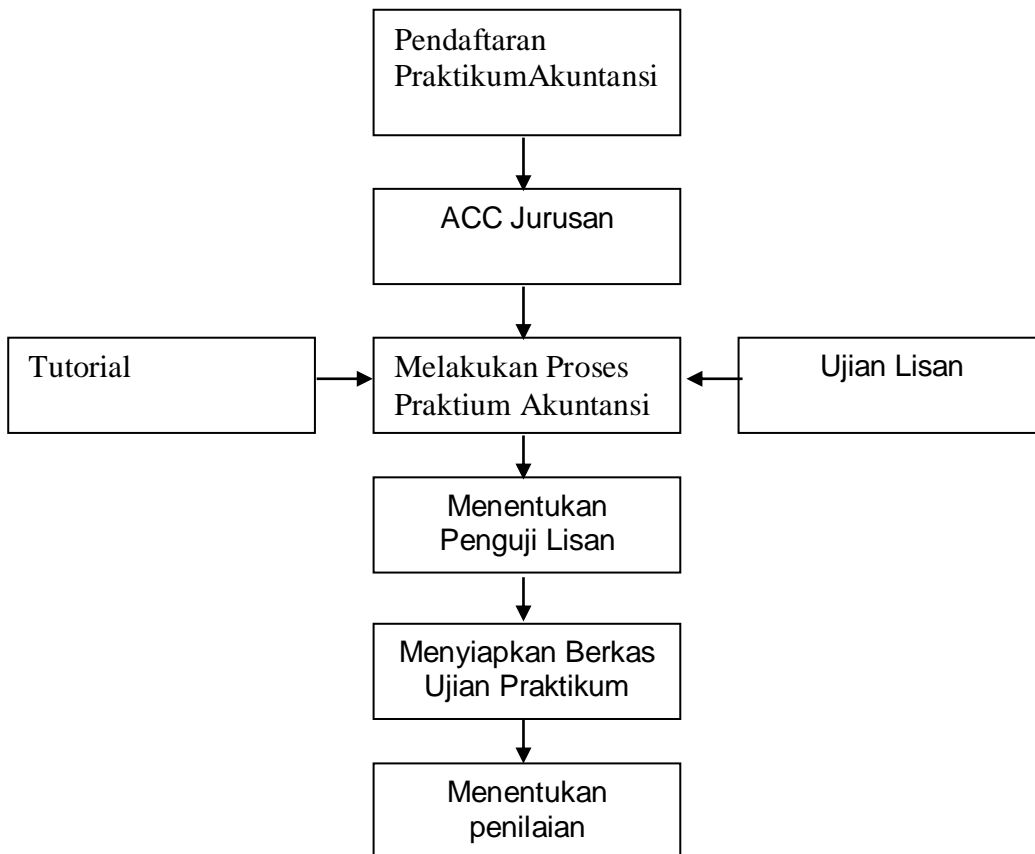 Pendaftaran
PraktikumAkuntansi
ACC Jurusan
Tutorial
Melakukan Proses
Praktium Akuntansi
Ujian Lisan
Menentukan
Penguji Lisan
Menyiapkan Berkas
Ujian Praktikum
Menentukan
penilaian